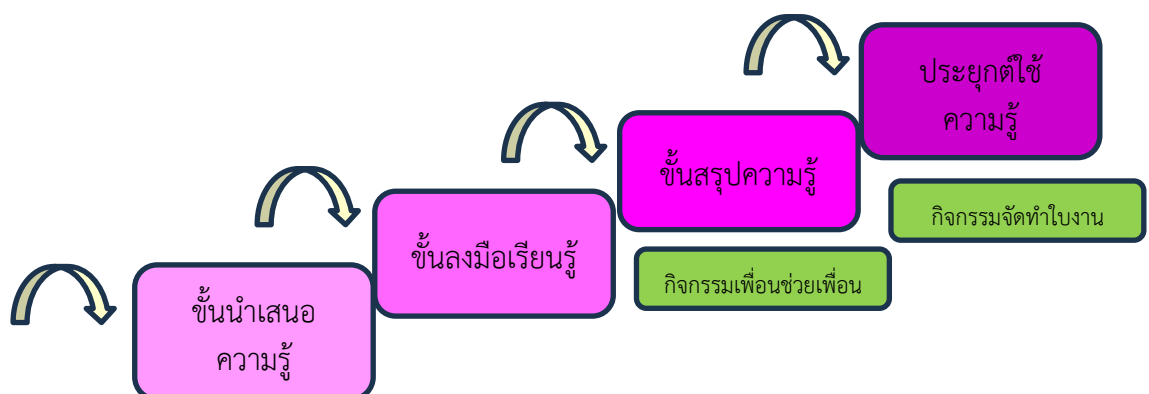 ขั้นนำเสนอ
ความรู้
ขั้นลงมือเรียนรู้
ขั้นสรุปความรู้
กิจกรรมเพื่อนช่วยเพื่อน
ประยุกต์ใช้
ความรู้
กิจกรรมจัดทำใบงาน